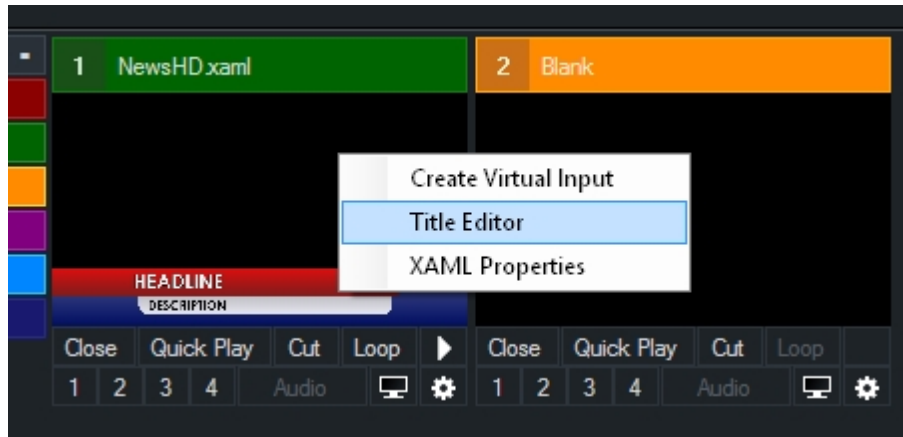 -
1 NewsHD.xaml
2 Blank
Create Virtual Input
Title Editor
XAML Properties
HEADLINE
DESCRIPTION
Close Quick Play Cut Loop
1 2 3 4 Audio
Close Quick Play Cut Loop
1 2 3 4 Audio